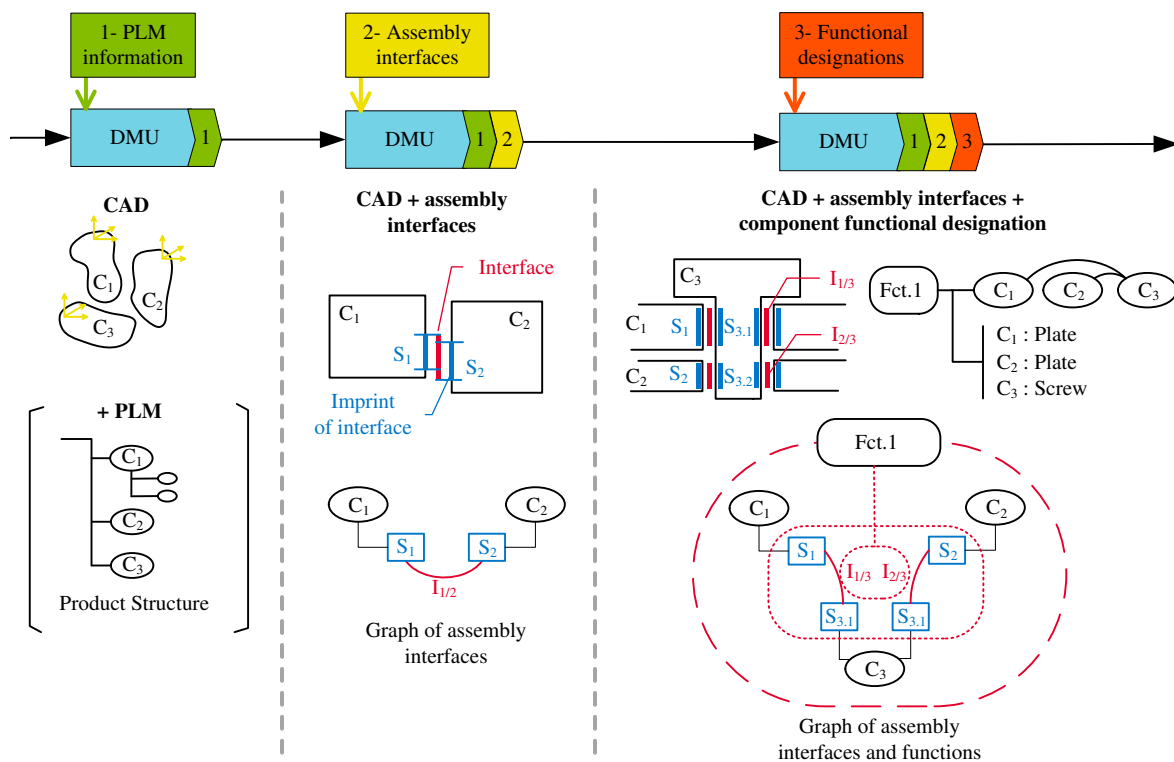 1- PLM
information
2- Assembly
interfaces
3- Functional
designations
DMU
1
DMU
1
2
DMU
1
2
3
CAD
C1
C2
C3
+ PLM
C1
C2
C3
Product Structure
CAD + assembly
interfaces
Interface
C1
C2
S1
S2
Imprint
of interface
C1
C2
S1
S2
I1/2
Graph of assembly
interfaces
CAD + assembly interfaces +
component functional designation
C3
I1/3
C1
S1
S3.1
I2/3
C2
S2
S3.2
Fct.1
C1
C2
C3
C1 : Plate
C2 : Plate
C3 : Screw
Fct.1
C1
C2
S1
S2
I1/3
I2/3
S3.1
S3.1
C3
Graph of assembly
interfaces and functions